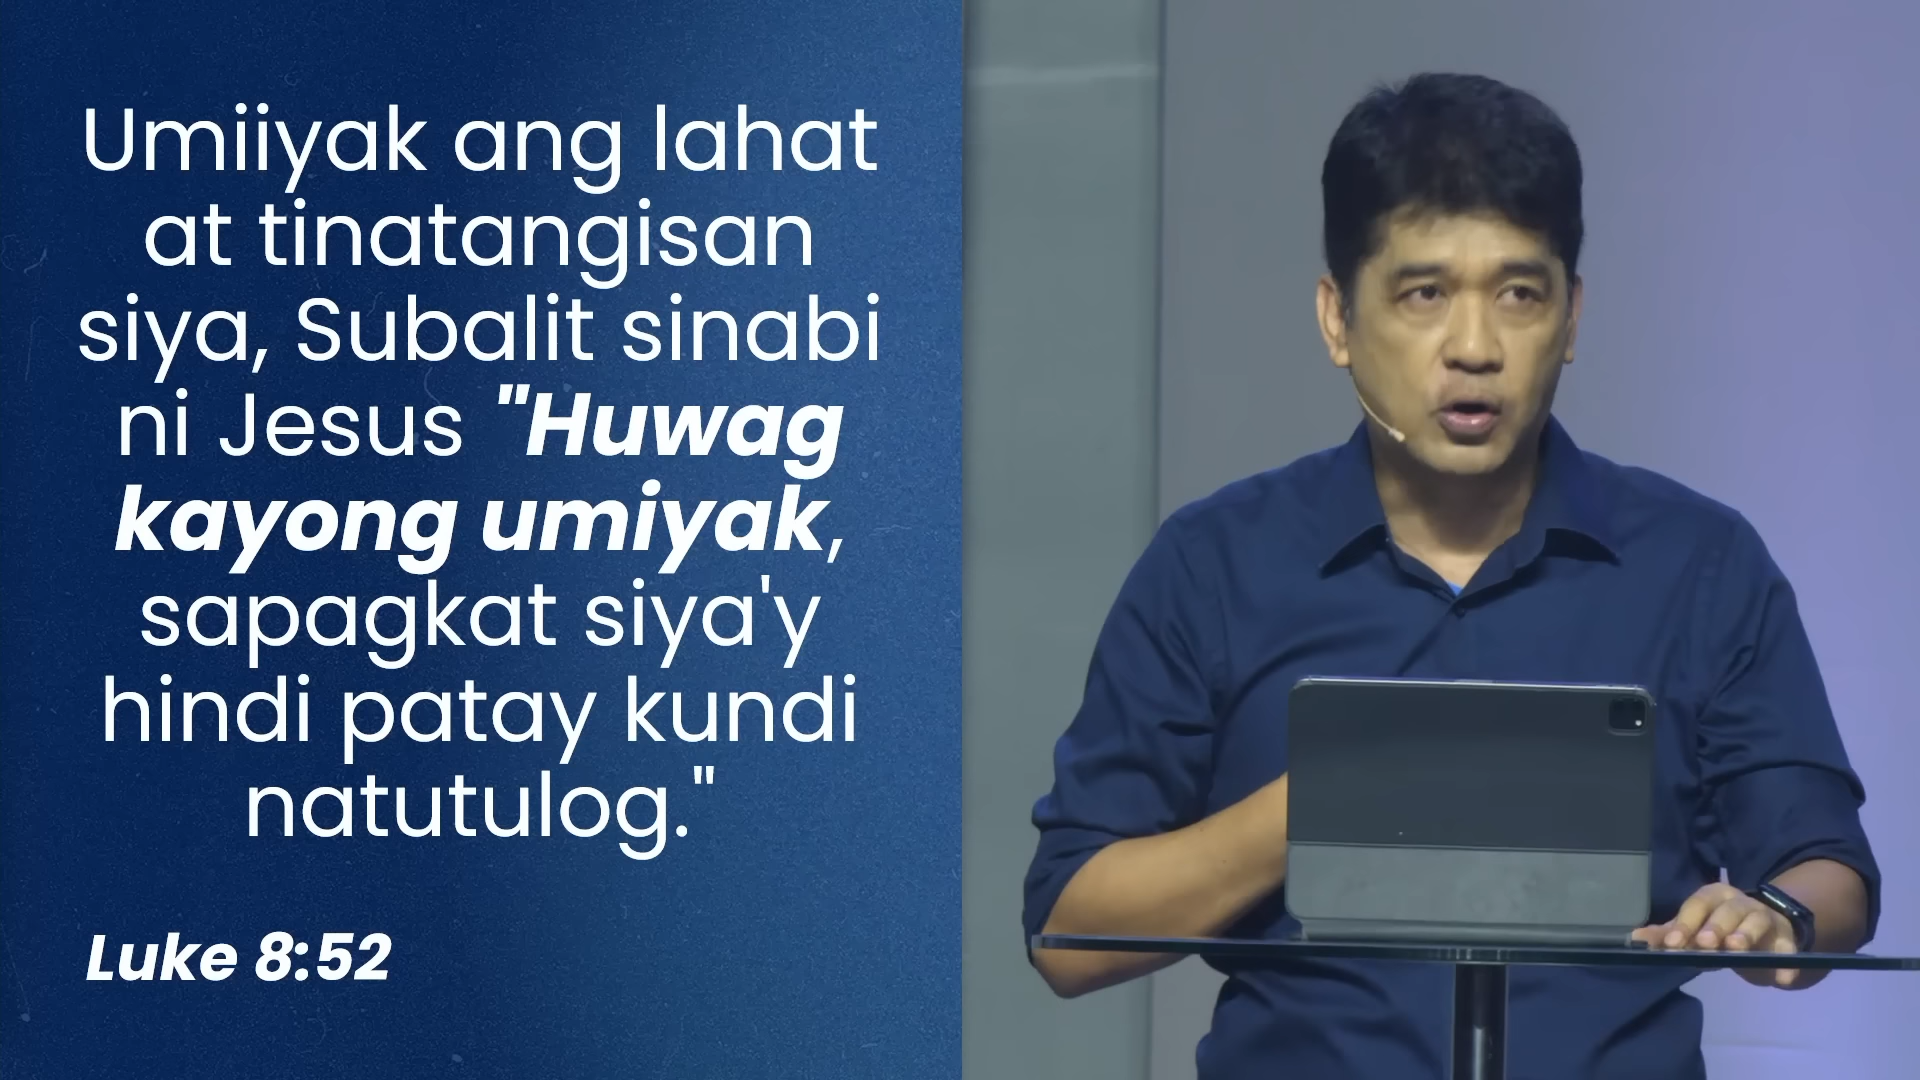 Umiiyak ang lahat
at tinatangisan
siya, Subalit sinabi
ni Jesus "Huwag
kayong umiyak,
sapagkat siya'y
hindi patay kundi
natutulog."
Luke 8:52